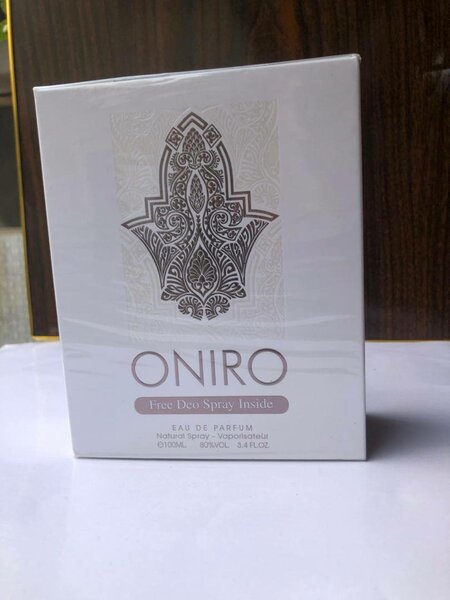 ONIRO
Free Deo Spray Inside
EAU DE PARFUM
Natural Spray - Vaporisateur
℮100ML. 80%VOL. 3.4 FL.OZ.